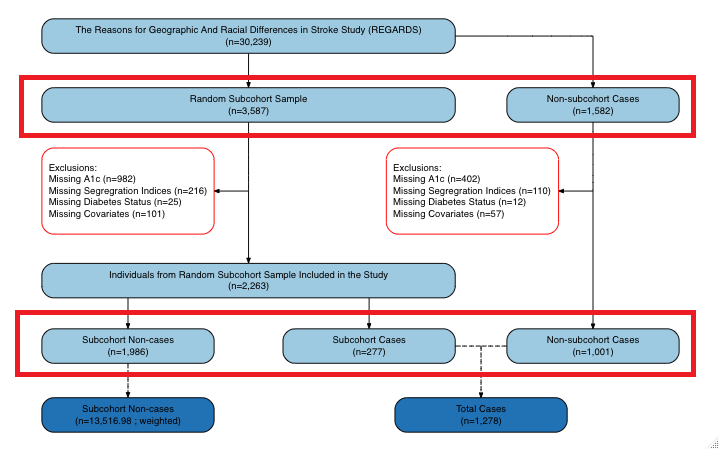 The Reasons for Geographic And Racial Differences in Stroke Study (REGARDS)
(n=30,239)
Random Subcohort Sample
(n=3,587)
Non-subcohort Cases
(n=1,582)
Exclusions:
Missing A1c (n=982)
Missing Segregration Indices (n=216)
Missing Diabetes Status (n=25)
Missing Covariates (n=101)
Exclusions:
Missing A1c (n=402)
Missing Segregration Indices (n=110)
Missing Diabetes Status (n=12)
Missing Covariates (n=57)
Individuals from Random Subcohort Sample Included in the Study
(n=2,263)
Subcohort Non-cases
(n=1,986)
Subcohort Cases
(n=277)
Non-subcohort Cases
(n=1,001)
Subcohort Non-cases
(n=13,516.98 ; weighted)
Total Cases
(n=1,278)